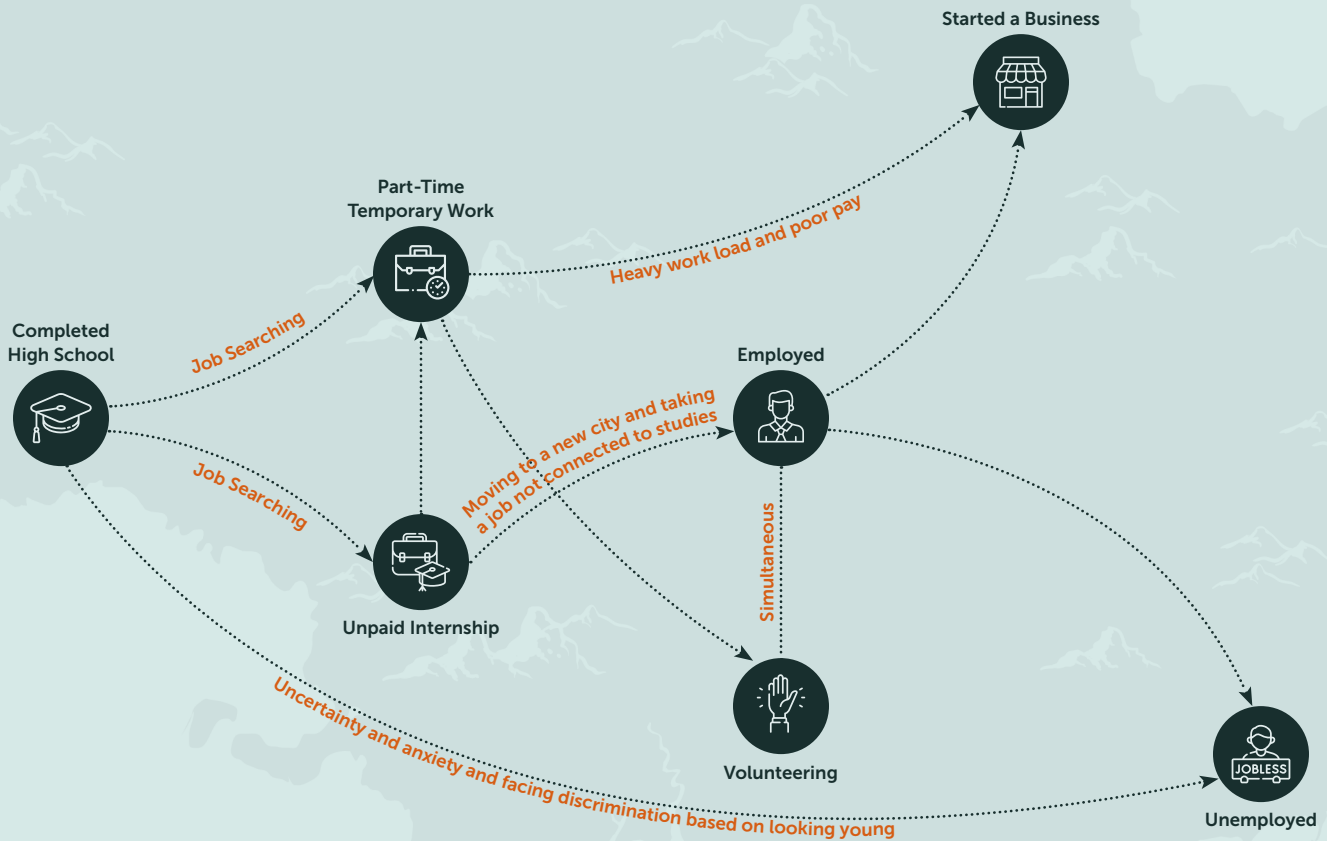 Started a Business
Part-Time
Temporary Work
Heavy work load and poor pay
Completed
High School
Job Searching
Employed
Moving to a new city and taking
a job not connected to studies
Job Searching
Simultaneous
Unpaid Internship
Uncertainty and anxiety and facing discrimination based on looking young
Volunteering
JOBLESS
Unemployed